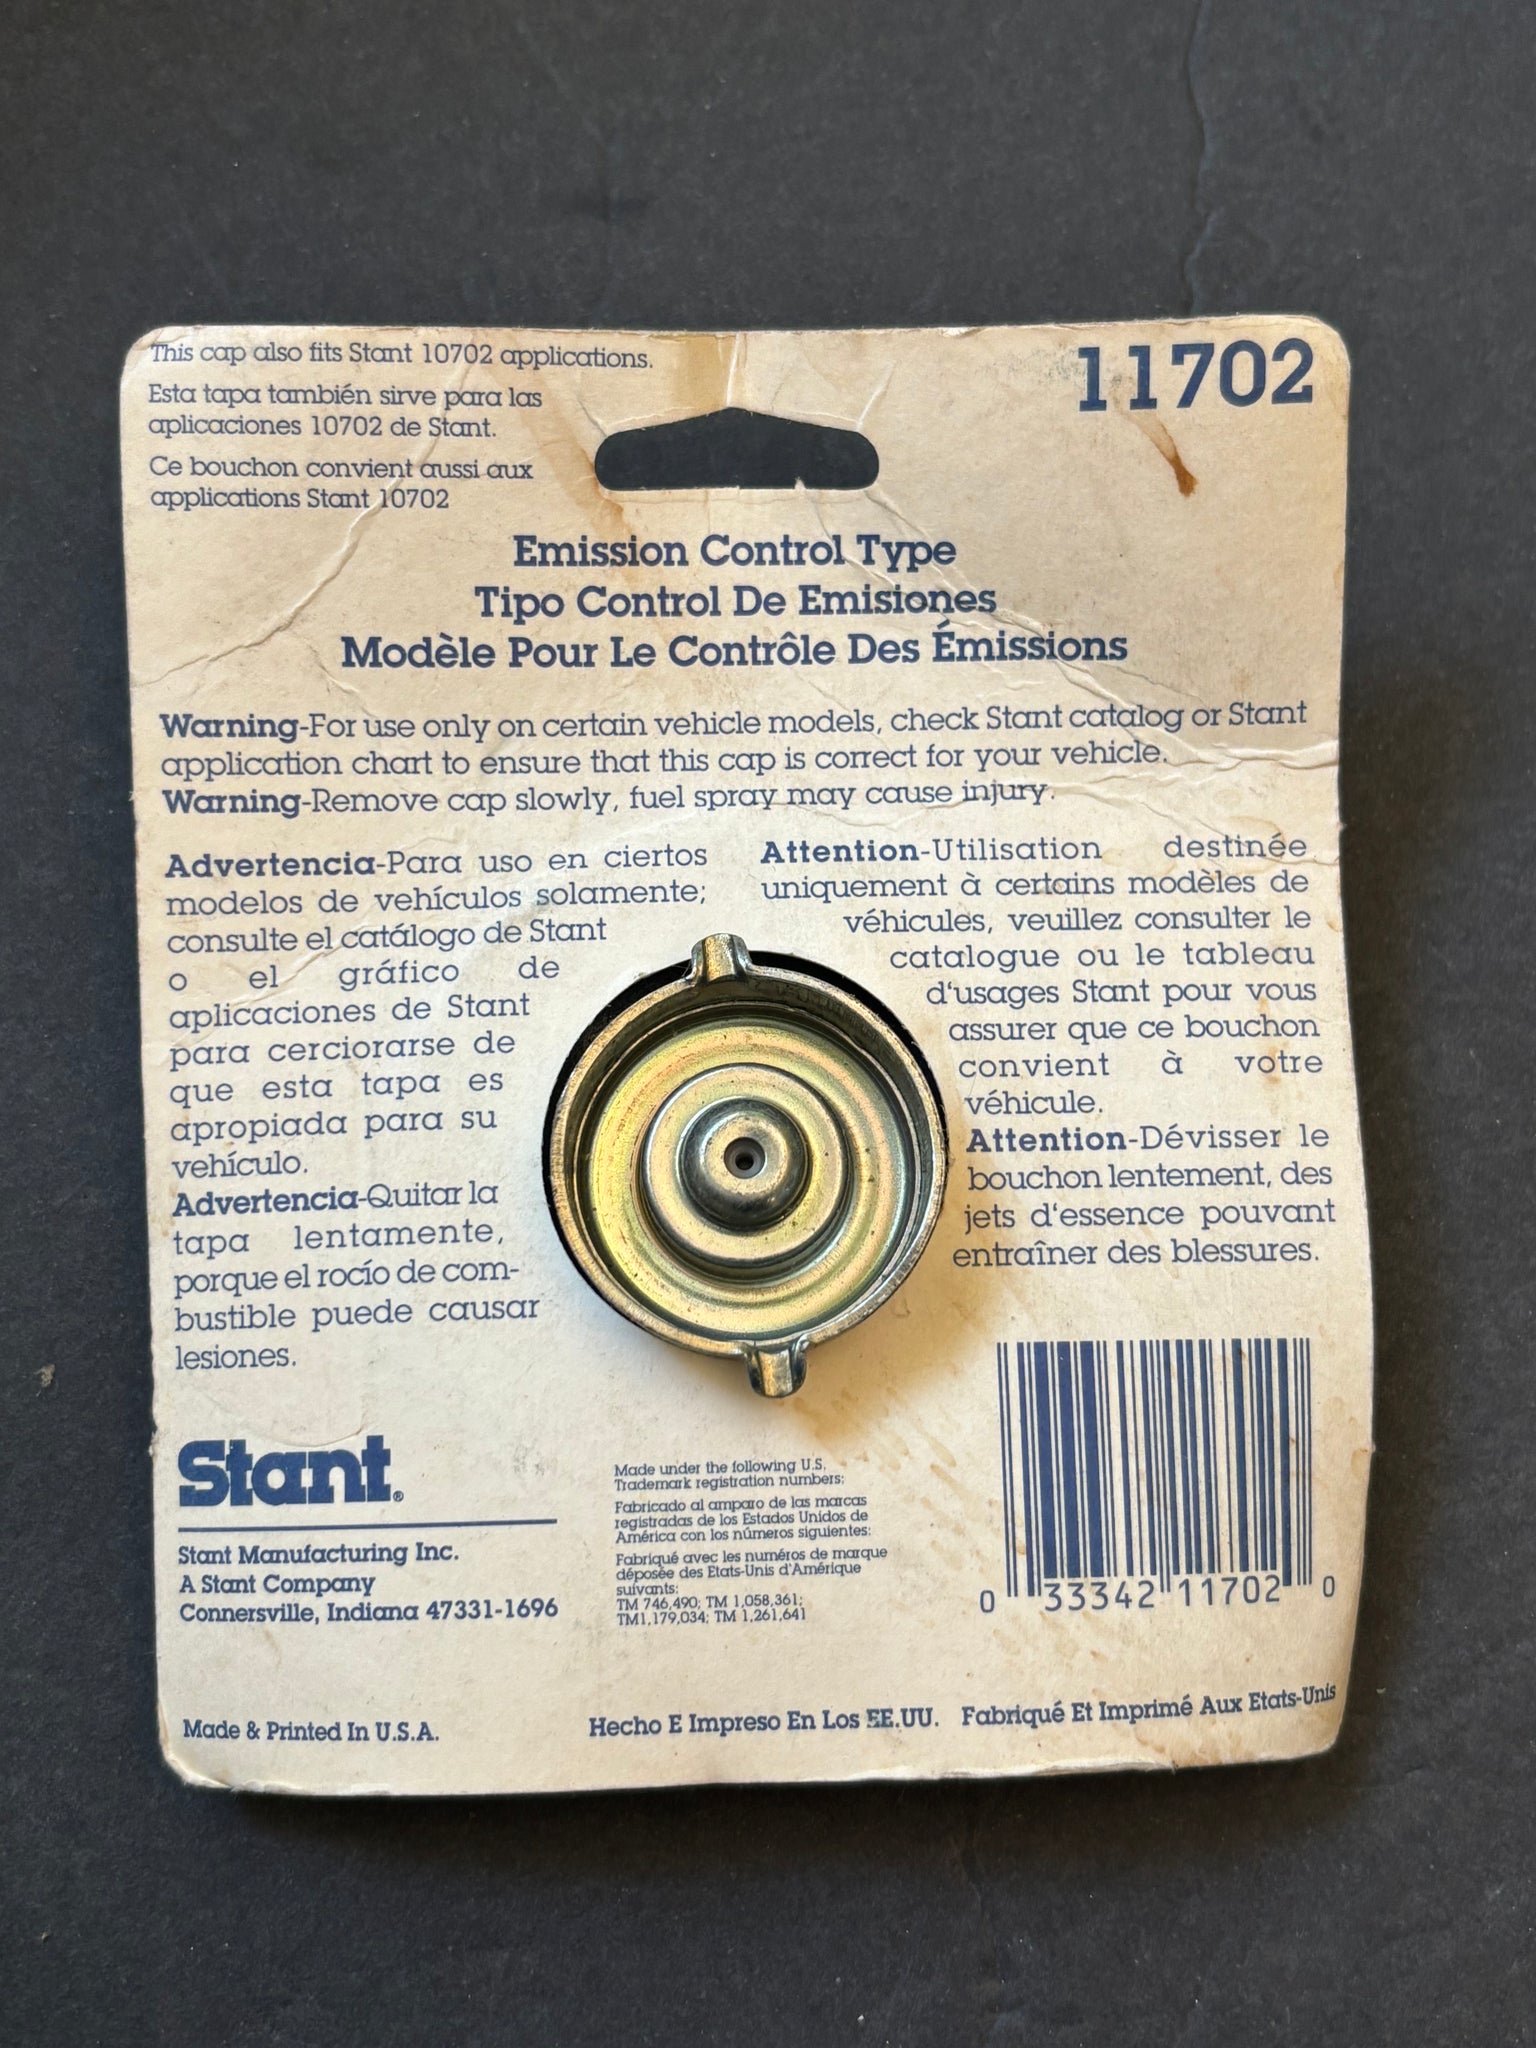 This cap also fits Stant 10702 applications.
Esta tapa también sirve para las
aplicaciones 10702 de Stant.
Ce bouchon convient aussi aux
applications Stant 10702
11702
Emission Control Type
Tipo Control De Emisiones
Modèle Pour Le Contrôle Des Émissions
Warning-For use only on certain vehicle models, check Stant catalog or Stant
application chart to ensure that this cap is correct for your vehicle.
Warning-Remove cap slowly, fuel spray may cause injury.
Advertencia-Para uso en ciertos
modelos de vehículos solamente;
consulte el catálogo de Stant
o el gráfico de
aplicaciones de Stant
para cerciorarse de
que esta tapa es
apropiada para su
vehículo.
Advertencia-Quitar la
tapa lentamente,
porque el rocío de com-
bustible puede causar
lesiones.
Attention-Utilisation destinée
uniquement à certains modèles de
véhicules, veuillez consulter le
catalogue ou le tableau
d'usages Stant pour vous
assurer que ce bouchon
convient à votre
véhicule.
Attention-Dévisser le
bouchon lentement, des
jets d'essence pouvant
entraîner des blessures.
Stant®
Stant Manufacturing Inc.
A Stant Company
Connersville, Indiana 47331-1696
Made under the following U.S.
Trademark registration numbers:
Fabricado al amparo de las marcas
registradas de los Estados Unidos de
América con los números siguientes:
Fabriqué avec les numéros de marque
déposée des Etats-Unis d'Amérique
suivants:
TM 746,490; TM 1,058,361;
TM1,179,034; TM 1,261,641
0 33342 11702 0
Made & Printed In U.S.A.
Hecho E Impreso En Los EE.UU.
Fabriqué Et Imprimé Aux Etats-Unis